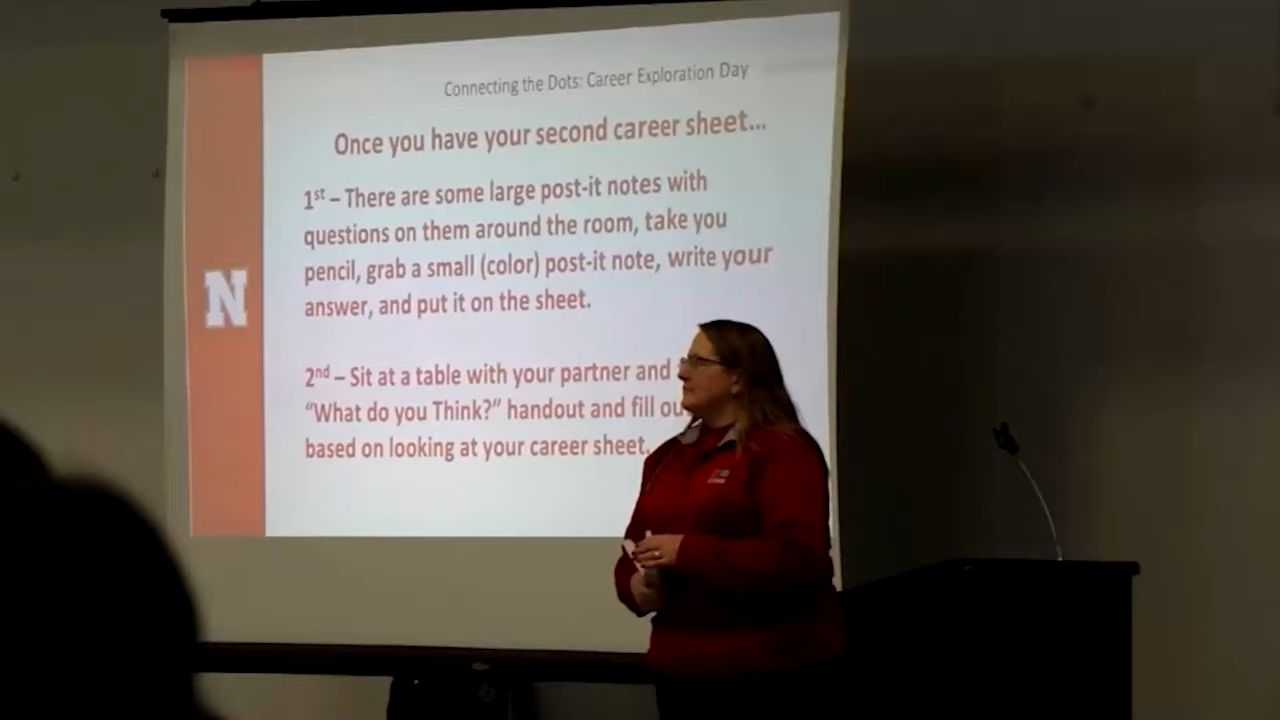 Connecting the Dots: Career Exploration Day
Once you have your second career sheet...
1st – There are some large post-it notes with
questions on them around the room, take you
pencil, grab a small (color) post-it note, write your
answer, and put it on the sheet.
N
2nd – Sit at a table with your partner and
"What do you Think?" handout and fill
based on looking at your career sheet.